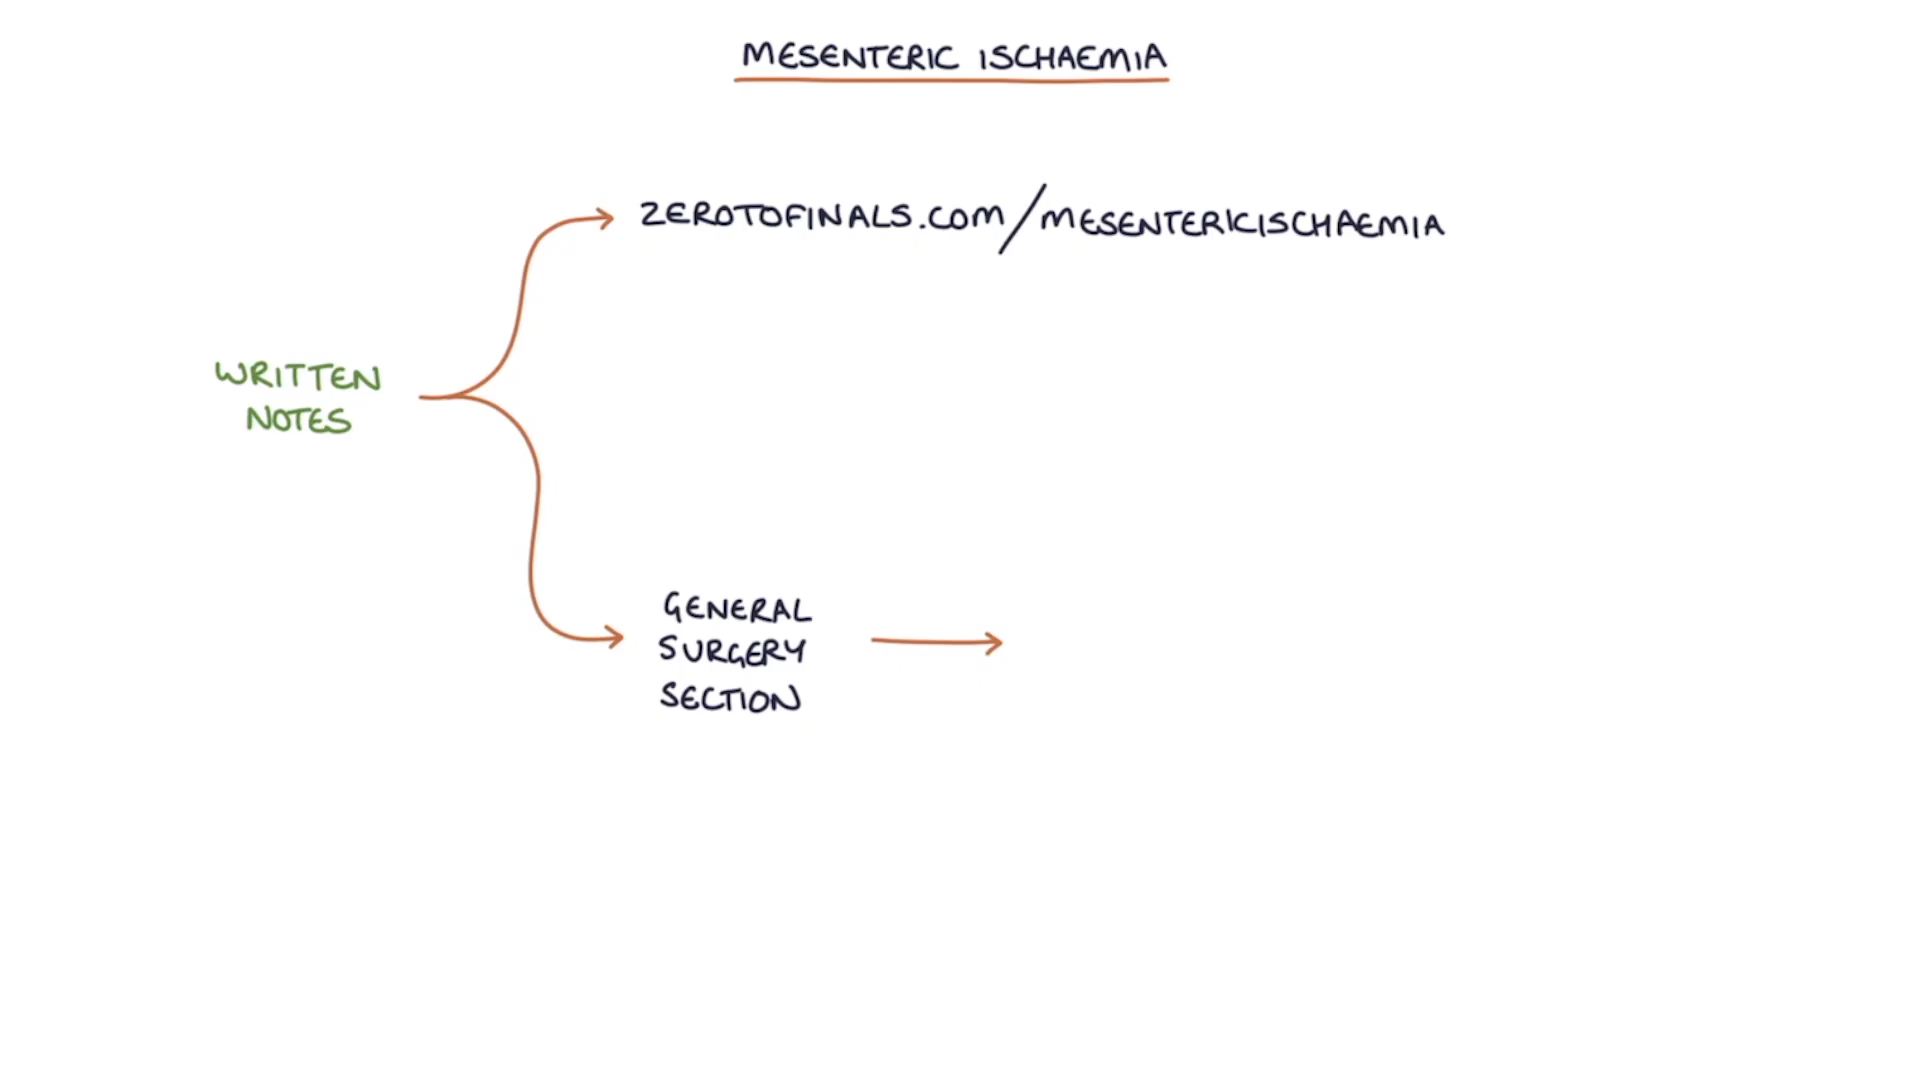 MESENTERIC ISCHAEMIA
ZEROTOFINALS.COM/MESENTERICISCHAEMIA
WRITTEN
NOTES
GENERAL
SURGERY
SECTION